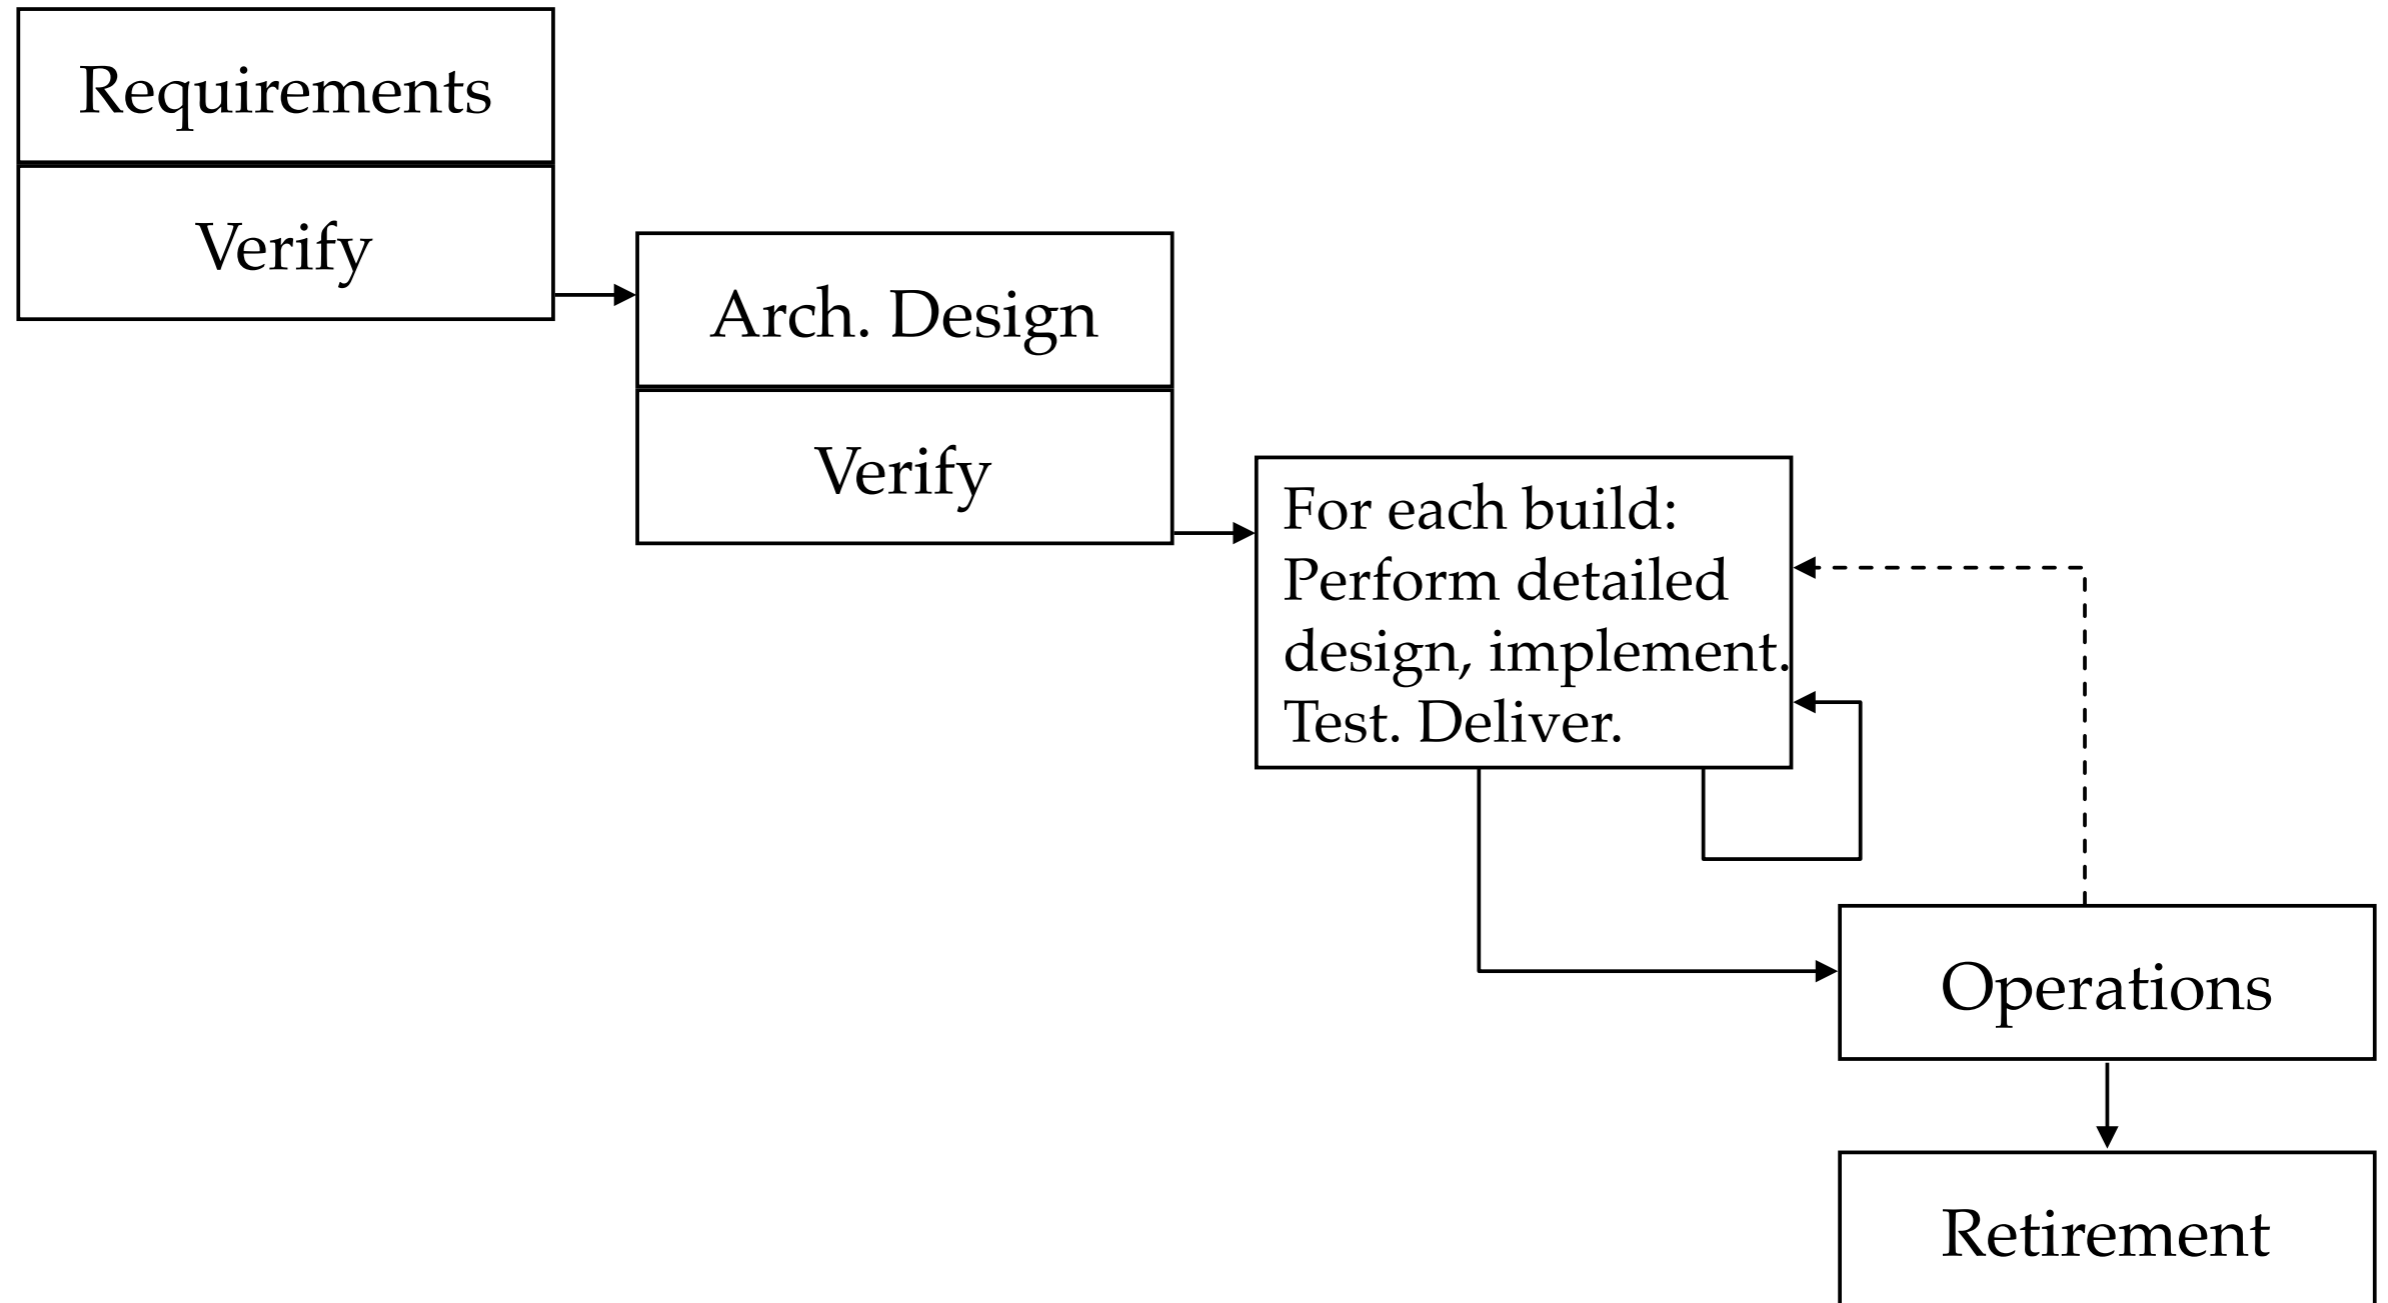 Requirements
Verify
Arch. Design
Verify
For each build:
Perform detailed
design, implement.
Test. Deliver.
Operations
Retirement